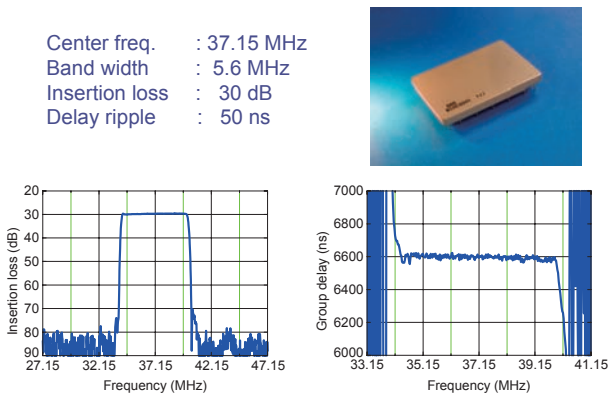 Center freq. : 37.15 MHz
Band width : 5.6 MHz
Insertion loss : 30 dB
Delay ripple : 50 ns
20
30
40
50
60
70
80
90
Insertion loss (dB)
27.15 32.15 37.15 42.15 47.15
Frequency (MHz)
7000
6800
6600
6400
6200
6000
Group delay (ns)
33.15 35.15 37.15 39.15 41.15
Frequency (MHz)